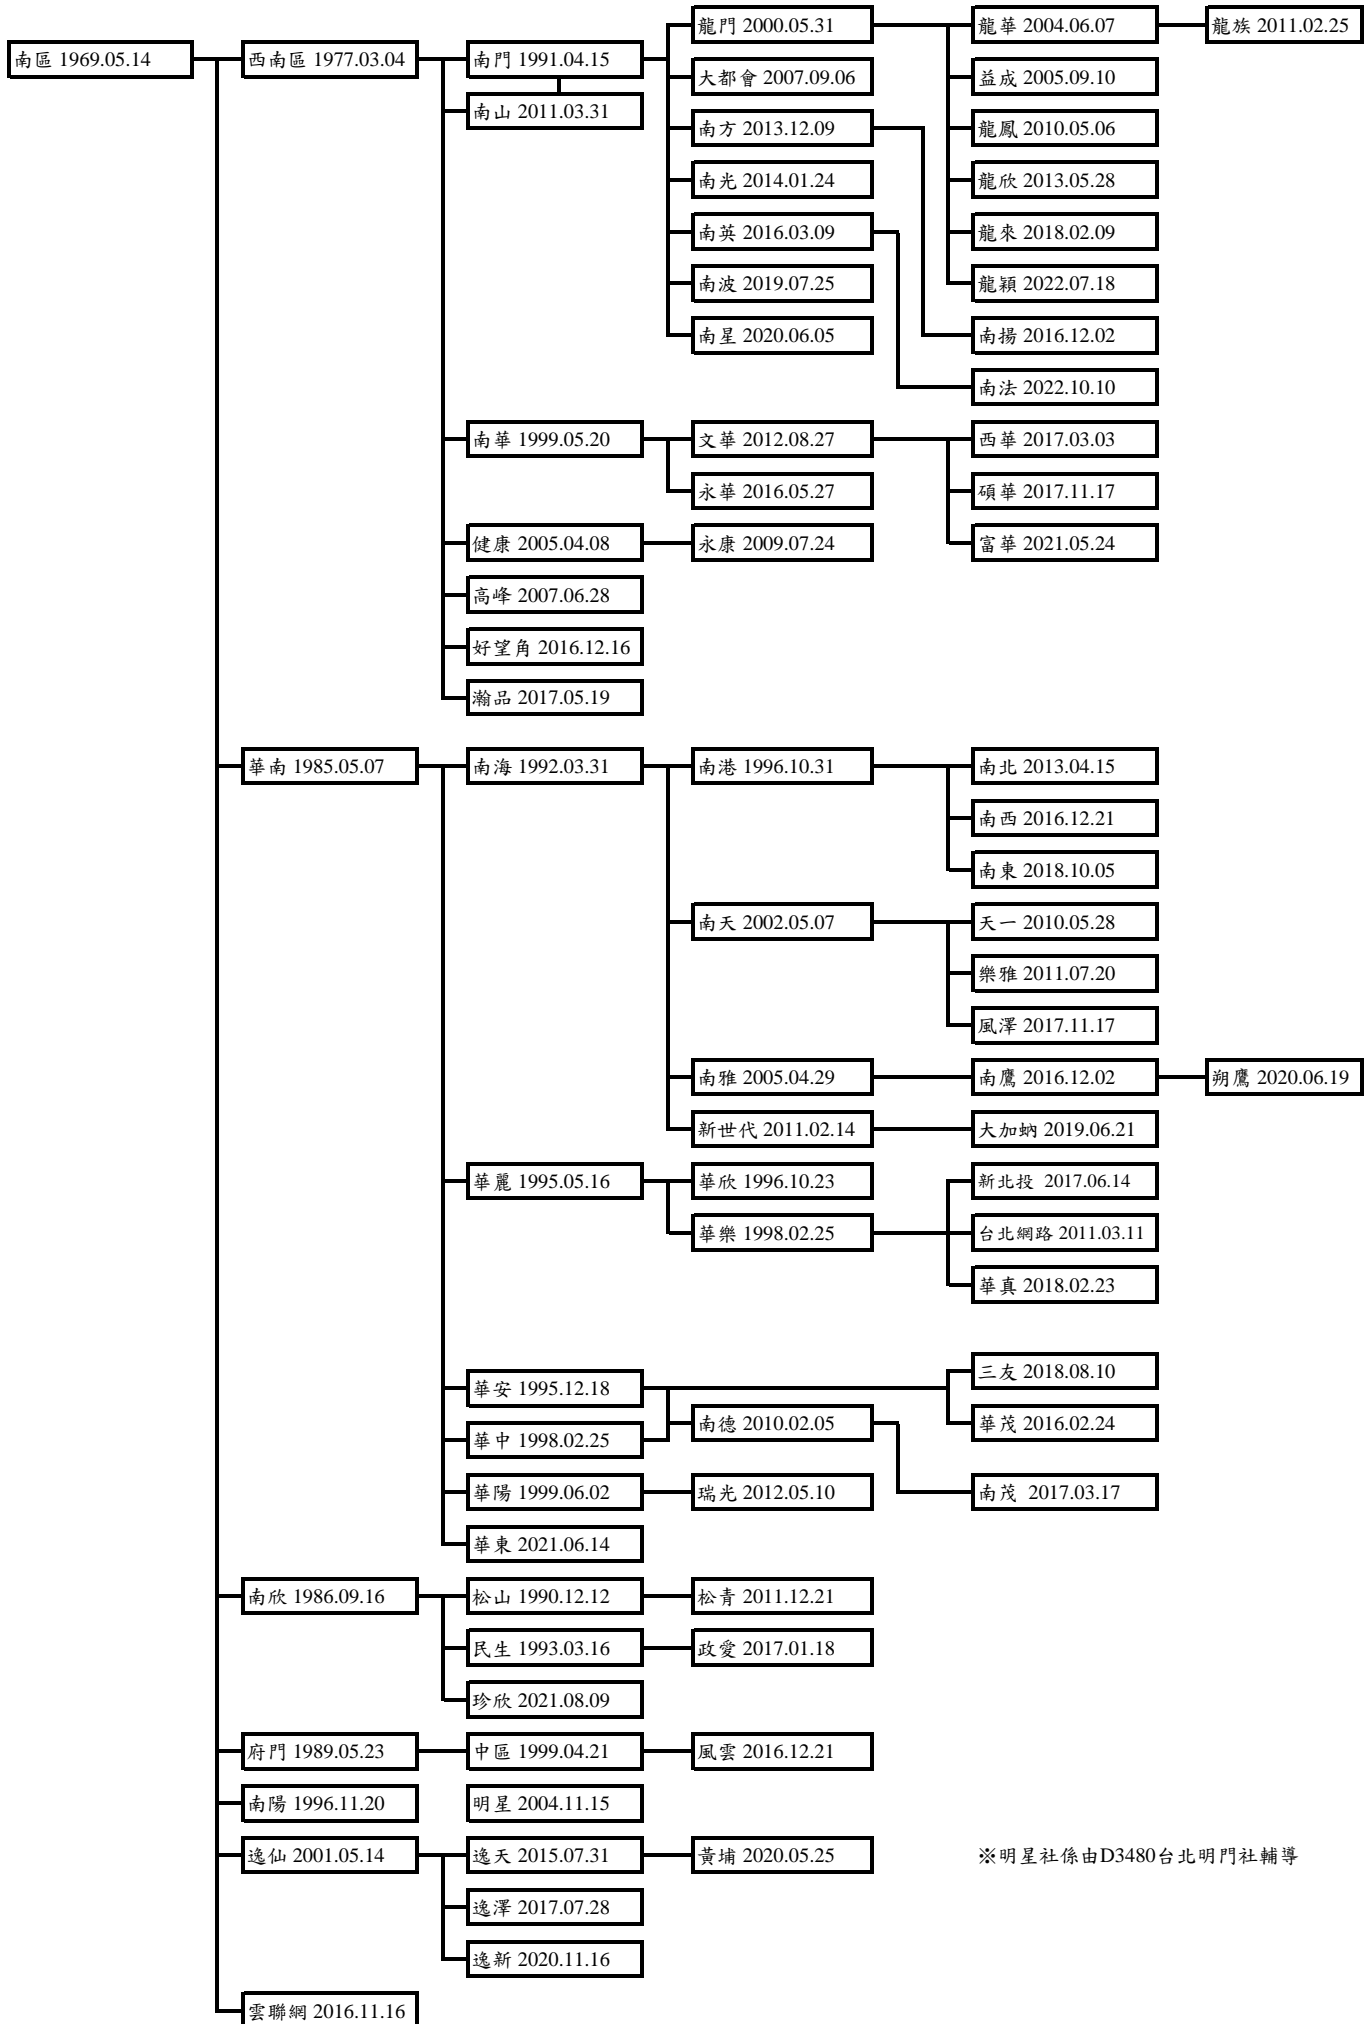 龍門 2000.05.31
龍華 2004.06.07
龍族 2011.02.25
南區 1969.05.14
西南區 1977.03.04
南門 1991.04.15
大都會 2007.09.06
益成 2005.09.10
南山 2011.03.31
南方 2013.12.09
龍鳳 2010.05.06
南光 2014.01.24
龍欣 2013.05.28
南英 2016.03.09
龍來 2018.02.09
南波 2019.07.25
龍穎 2022.07.18
南星 2020.06.05
南揚 2016.12.02
南法 2022.10.10
南華 1999.05.20
文華 2012.08.27
西華 2017.03.03
永華 2016.05.27
碩華 2017.11.17
健康 2005.04.08
永康 2009.07.24
富華 2021.05.24
高峰 2007.06.28
好望角 2016.12.16
瀚品 2017.05.19
華南 1985.05.07
南海 1992.03.31
南港 1996.10.31
南北 2013.04.15
南西 2016.12.21
南東 2018.10.05
南天 2002.05.07
天一 2010.05.28
樂雅 2011.07.20
風澤 2017.11.17
南雅 2005.04.29
南鷹 2016.12.02
朔鷹 2020.06.19
新世代 2011.02.14
大加蚋 2019.06.21
華麗 1995.05.16
華欣 1996.10.23
新北投 2017.06.14
華樂 1998.02.25
台北網路 2011.03.11
華真 2018.02.23
三友 2018.08.10
華安 1995.12.18
南德 2010.02.05
華茂 2016.02.24
華中 1998.02.25
華陽 1999.06.02
瑞光 2012.05.10
南茂 2017.03.17
華東 2021.06.14
南欣 1986.09.16
松山 1990.12.12
松青 2011.12.21
民生 1993.03.16
政愛 2017.01.18
珍欣 2021.08.09
府門 1989.05.23
中區 1999.04.21
風雲 2016.12.21
南陽 1996.11.20
明星 2004.11.15
逸仙 2001.05.14
逸天 2015.07.31
黃埔 2020.05.25
※明星社係由D3480台北明門社輔導
逸澤 2017.07.28
逸新 2020.11.16
雲聯網 2016.11.16